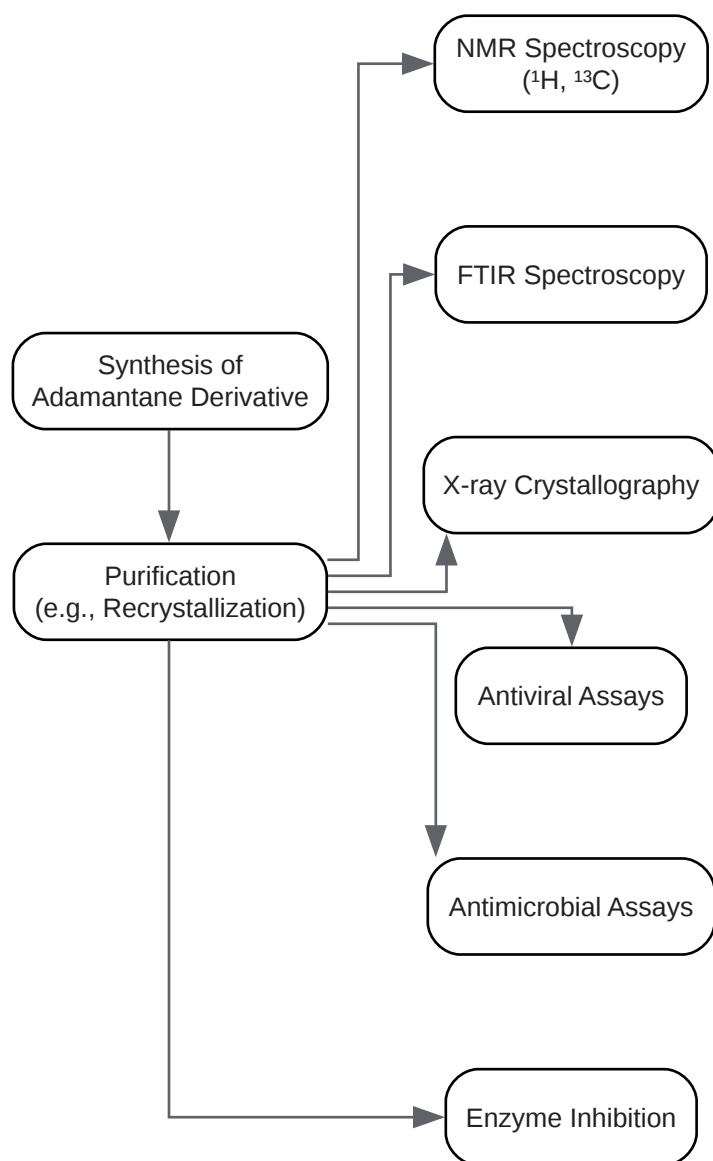 NMR Spectroscopy
(¹H, ¹³C)
FTIR Spectroscopy
Synthesis of
Adamantane Derivative
X-ray Crystallography
Purification
(e.g., Recrystallization)
Antiviral Assays
Antimicrobial Assays
Enzyme Inhibition